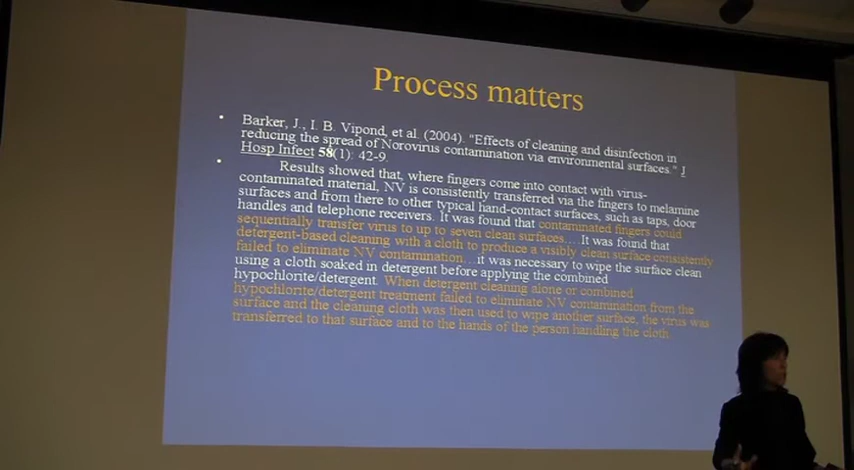 Process matters
• Barker, J., I. B. Vipond, et al. (2004). "Effects of cleaning and disinfection in
reducing the spread of Norovirus contamination via environmental surfaces." J
Hosp Infect 58(1): 42-9.
• Results showed that, where fingers come into contact with virus-
contaminated material, NV is consistently transferred via the fingers to melamine
surfaces and from there to other typical hand-contact surfaces, such as taps, door
handles and telephone receivers. It was found that contaminated fingers could
sequentially transfer virus to up to seven clean surfaces....It was found that
detergent-based cleaning with a cloth to produce a visibly clean surface consistently
failed to eliminate NV contamination...it was necessary to wipe the surface clean
using a cloth soaked in detergent before applying the combined
hypochlorite/detergent. When detergent cleaning alone or combined
hypochlorite/detergent treatment failed to eliminate NV contamination from the
surface and the cleaning cloth was then used to wipe another surface, the virus was
transferred to that surface and to the hands of the person handling the cloth.